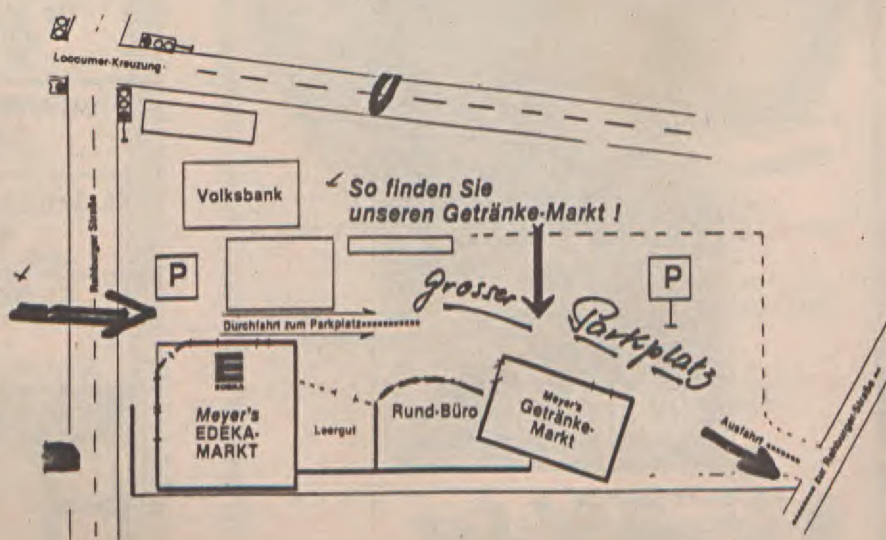 Loccumer-Kreuzung
Volksbank
So finden Sie
unseren Getränke-Markt !
Rehburger Straße
P
P
Grosser
Parkplatz
Durchfahrt zum Parkplatz
E
EDEKA
Meyer's
EDEKA-
MARKT
Leergut
Rund-Büro
Meyer's
Getränke-
Markt
Ausfahrt
zur Rehburger-Straße